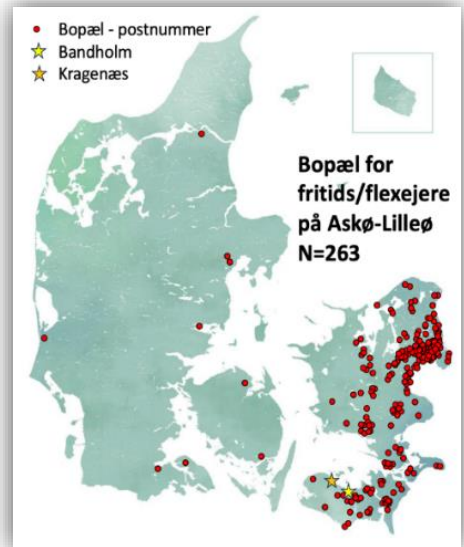 Bopæl - postnummer
Bandholm
Kragenæs
Bopæl for
fritids/flexejere
på Askø-Lilleø
N=263